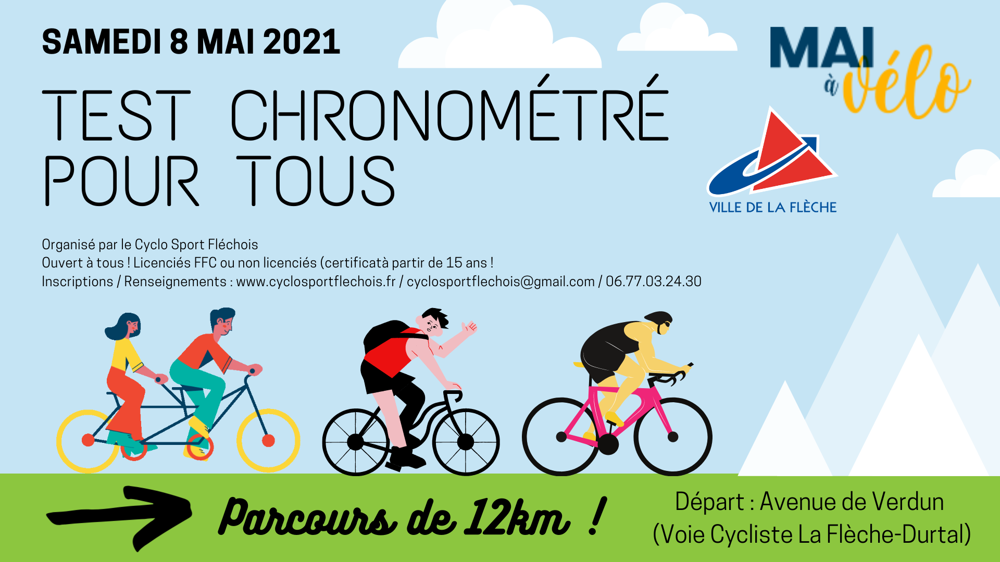 SAMEDI 8 MAI 2021
MAI
à vélo
TEST CHRONOMÉTRÉ
POUR TOUS
VILLE DE LA FLÈCHE
Organisé par le Cyclo Sport Fléchois
Ouvert à tous ! Licenciés FFC ou non licenciés (certificatà partir de 15 ans !
Inscriptions / Renseignements : www.cyclosportflechois.fr / cyclosportflechois@gmail.com / 06.77.03.24.30
Parcours de 12km !
Départ : Avenue de Verdun
(Voie Cycliste La Flèche-Durtal)